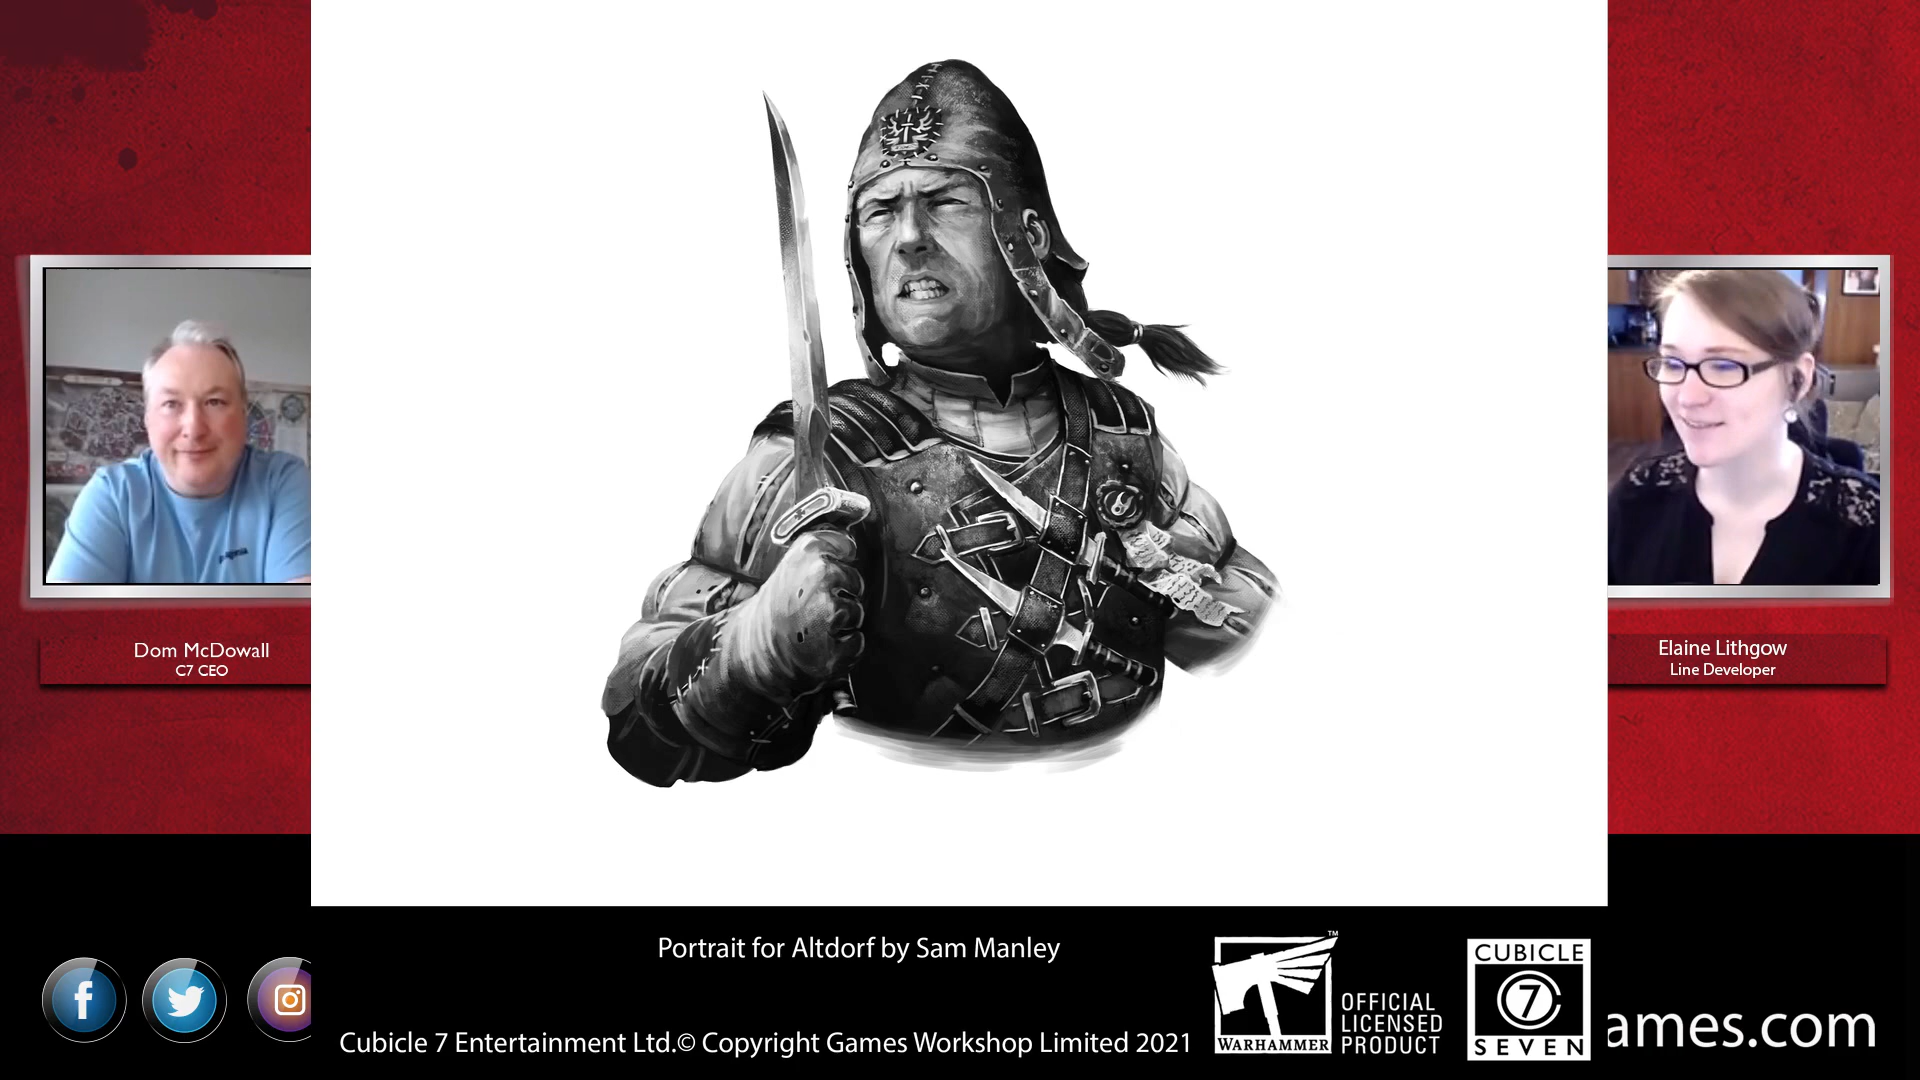 Dom McDowall
C7 CEO
Elaine Lithgow
Line Developer
Portrait for Altdorf by Sam Manley
Cubicle 7 Entertainment Ltd.© Copyright Games Workshop Limited 2021
WARHAMMER™
OFFICIAL
LICENSED
PRODUCT
CUBICLE
7
SEVEN
ames.com